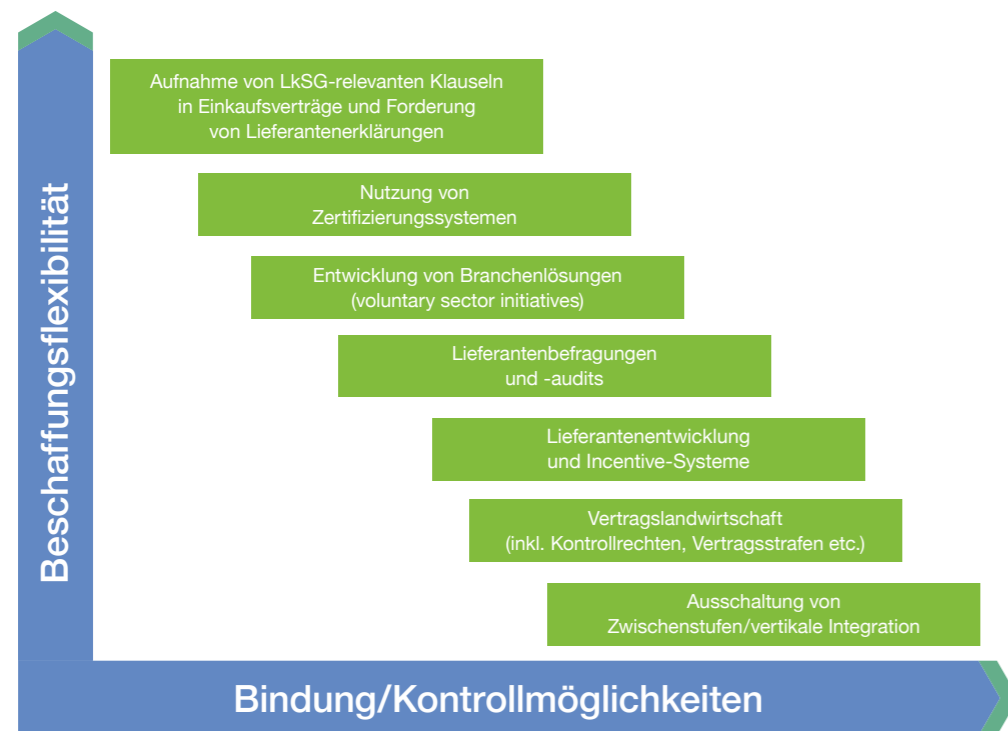 Beschaffungsflexibilität
Aufnahme von LkSG-relevanten Klauseln
in Einkaufsverträge und Forderung
von Lieferantenerklärungen
Nutzung von
Zertifizierungssystemen
Entwicklung von Branchenlösungen
(voluntary sector initiatives)
Lieferantenbefragungen
und -audits
Lieferantenentwicklung
und Incentive-Systeme
Vertragslandwirtschaft
(inkl. Kontrollrechten, Vertragsstrafen etc.)
Ausschaltung von
Zwischenstufen/vertikale Integration
Bindung/Kontrollmöglichkeiten